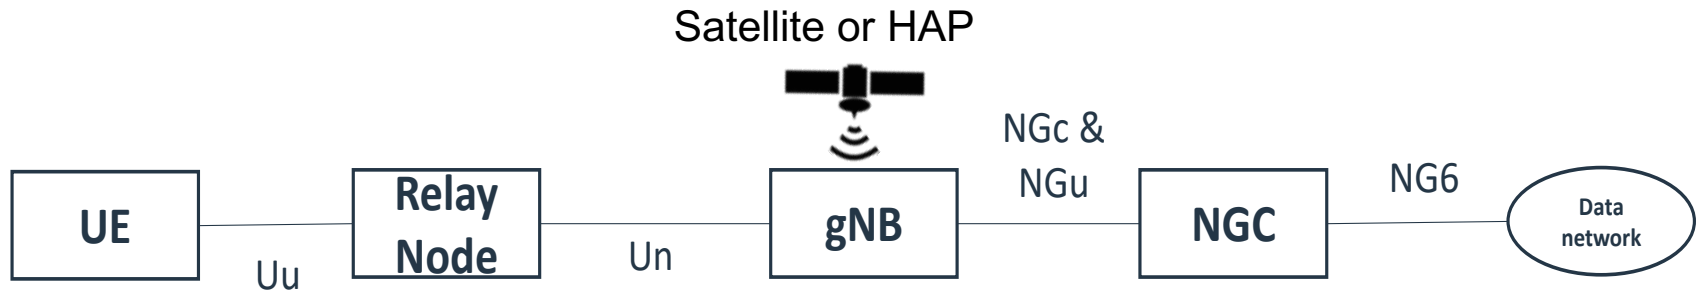 Satellite or HAP
NGc &
NGu
NG6
UE
Relay
Node
gNB
NGC
Data
network
Uu
Un